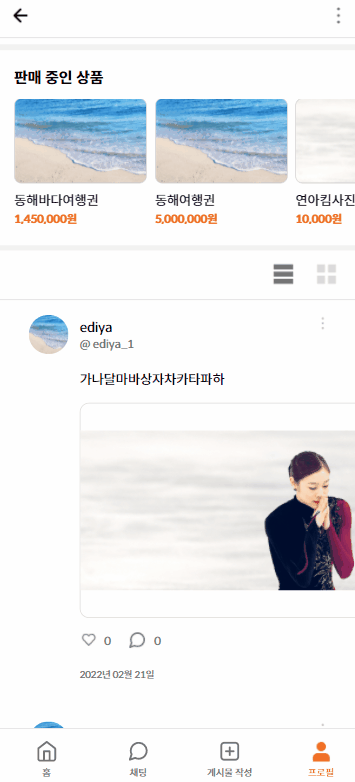 판매 중인 상품
동해바다여행권
1,450,000원
동해여행권
5,000,000원
연아킴사진
10,000원
ediya
@ ediya_1
가나달마바상자차카타파하
0 0
2022년 02월 21일
홈 채팅 게시물 작성 프로필